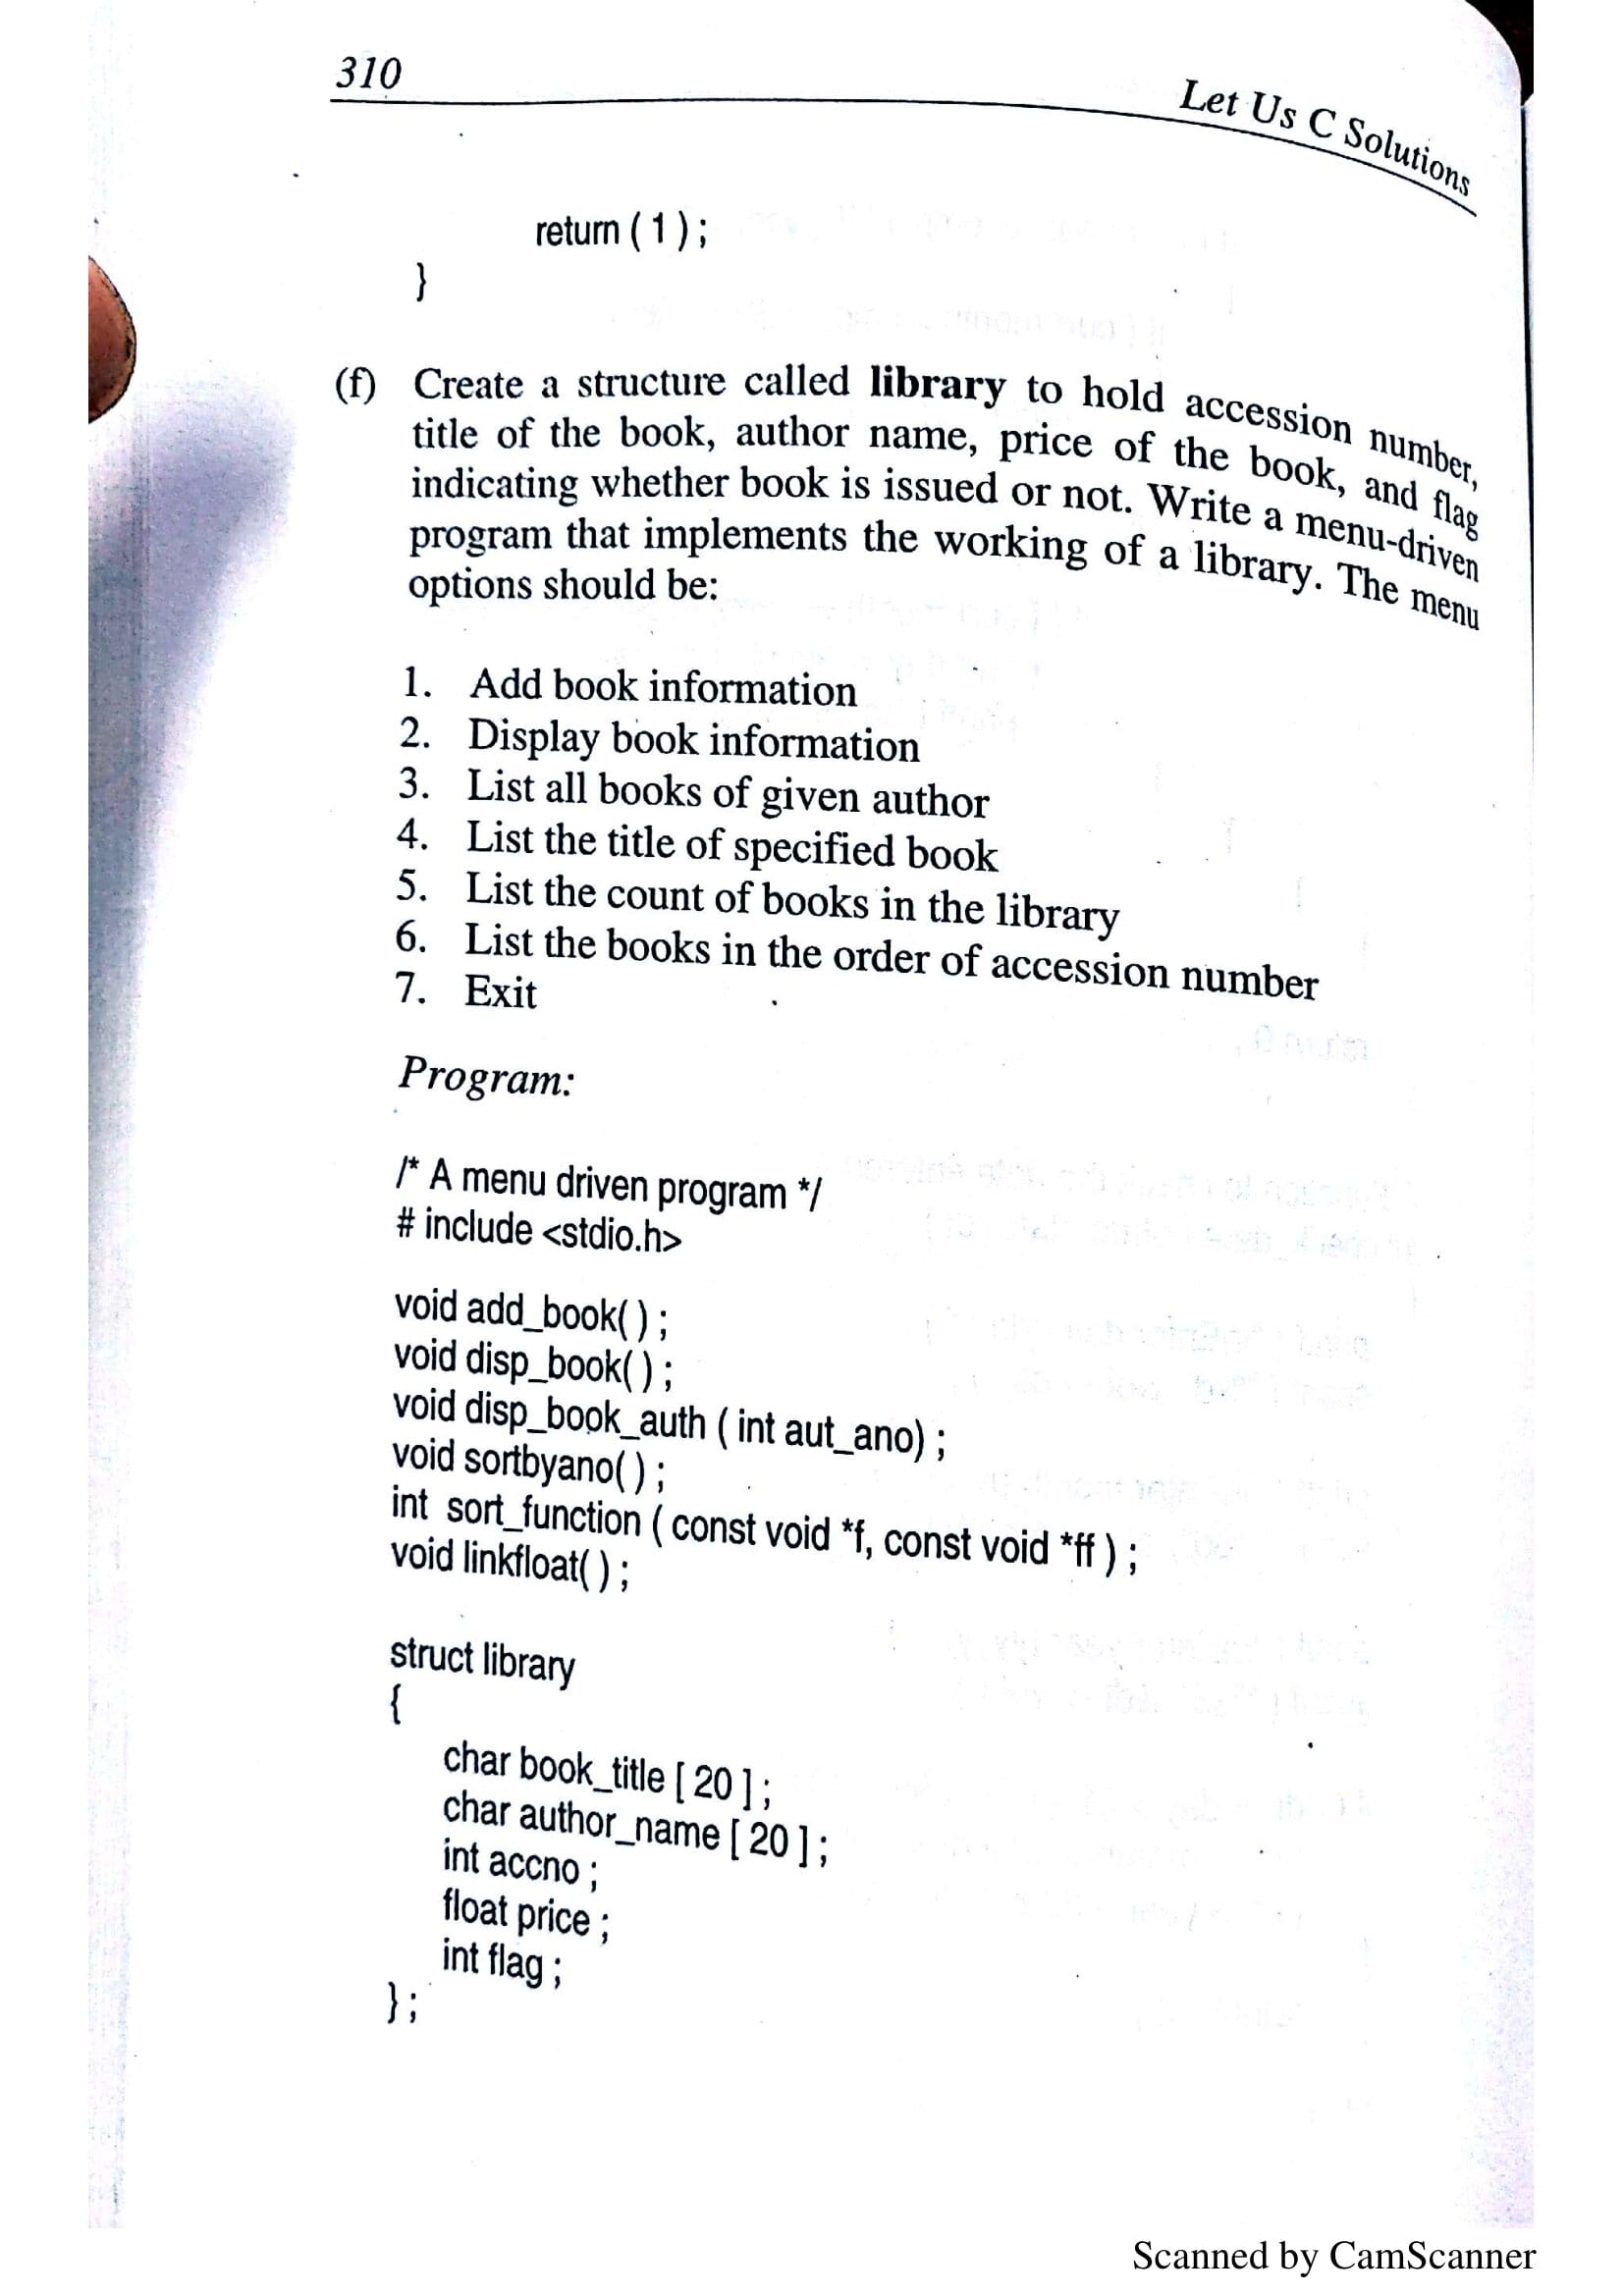 310
Let Us C Solutions
return ( 1 ) ;
}
(f) Create a structure called library to hold accession number,
title of the book, author name, price of the book, and flag
indicating whether book is issued or not. Write a menu-driven
program that implements the working of a library. The menu
options should be:
1. Add book information
2. Display book information
3. List all books of given author
4. List the title of specified book
5. List the count of books in the library
6. List the books in the order of accession number
7. Exit
Program:
/* A menu driven program */
# include <stdio.h>
void add_book( ) ;
void disp_book( ) ;
void disp_book_auth ( int aut_ano) ;
void sortbyano( ) ;
int sort_function ( const void *f, const void *ff ) ;
void linkfloat( ) ;
struct library
{
char book_title [ 20 ] ;
char author_name [ 20 ] ;
int accno ;
float price ;
int flag ;
} ;
Scanned by CamScanner